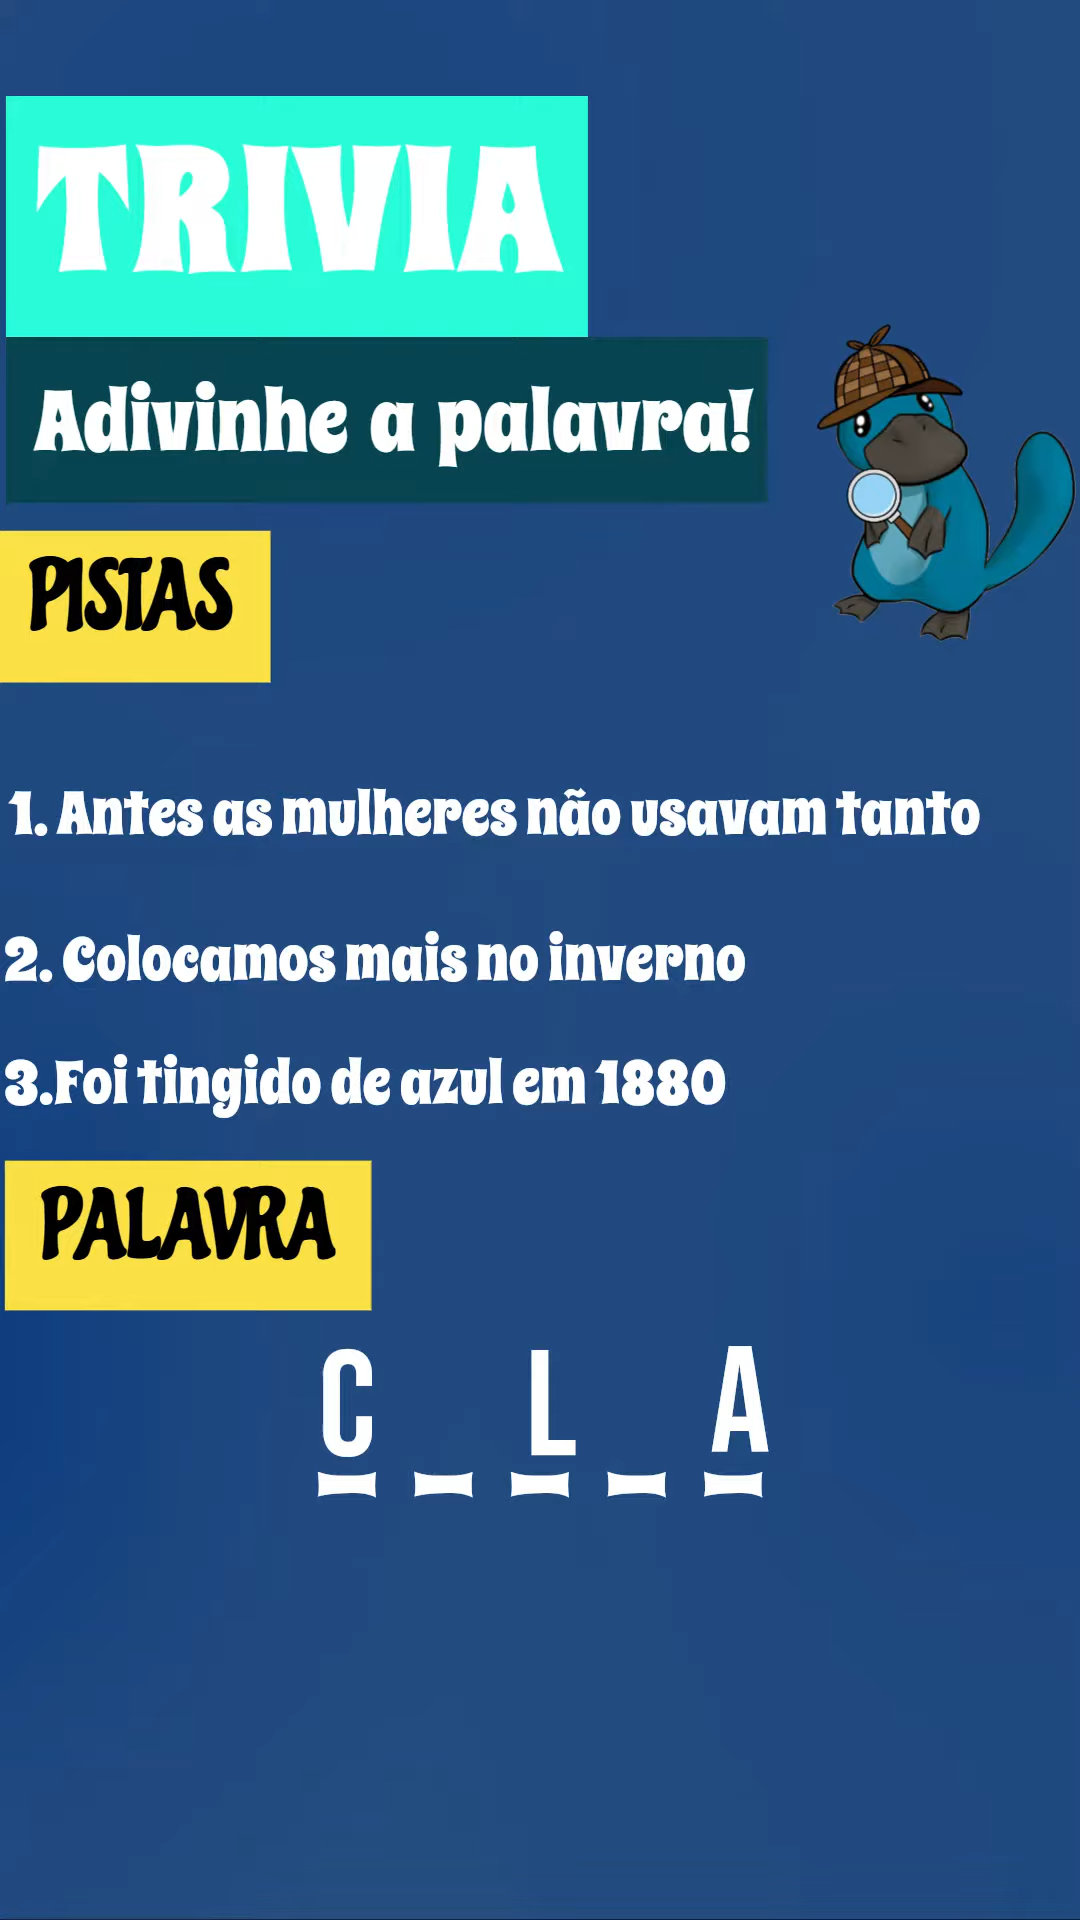 TRIVIA
Adivinhe a palavra!
PISTAS
1. Antes as mulheres não usavam tanto
2. Colocamos mais no inverno
3.Foi tingido de azul em 1880
PALAVRA
C _ L _ A